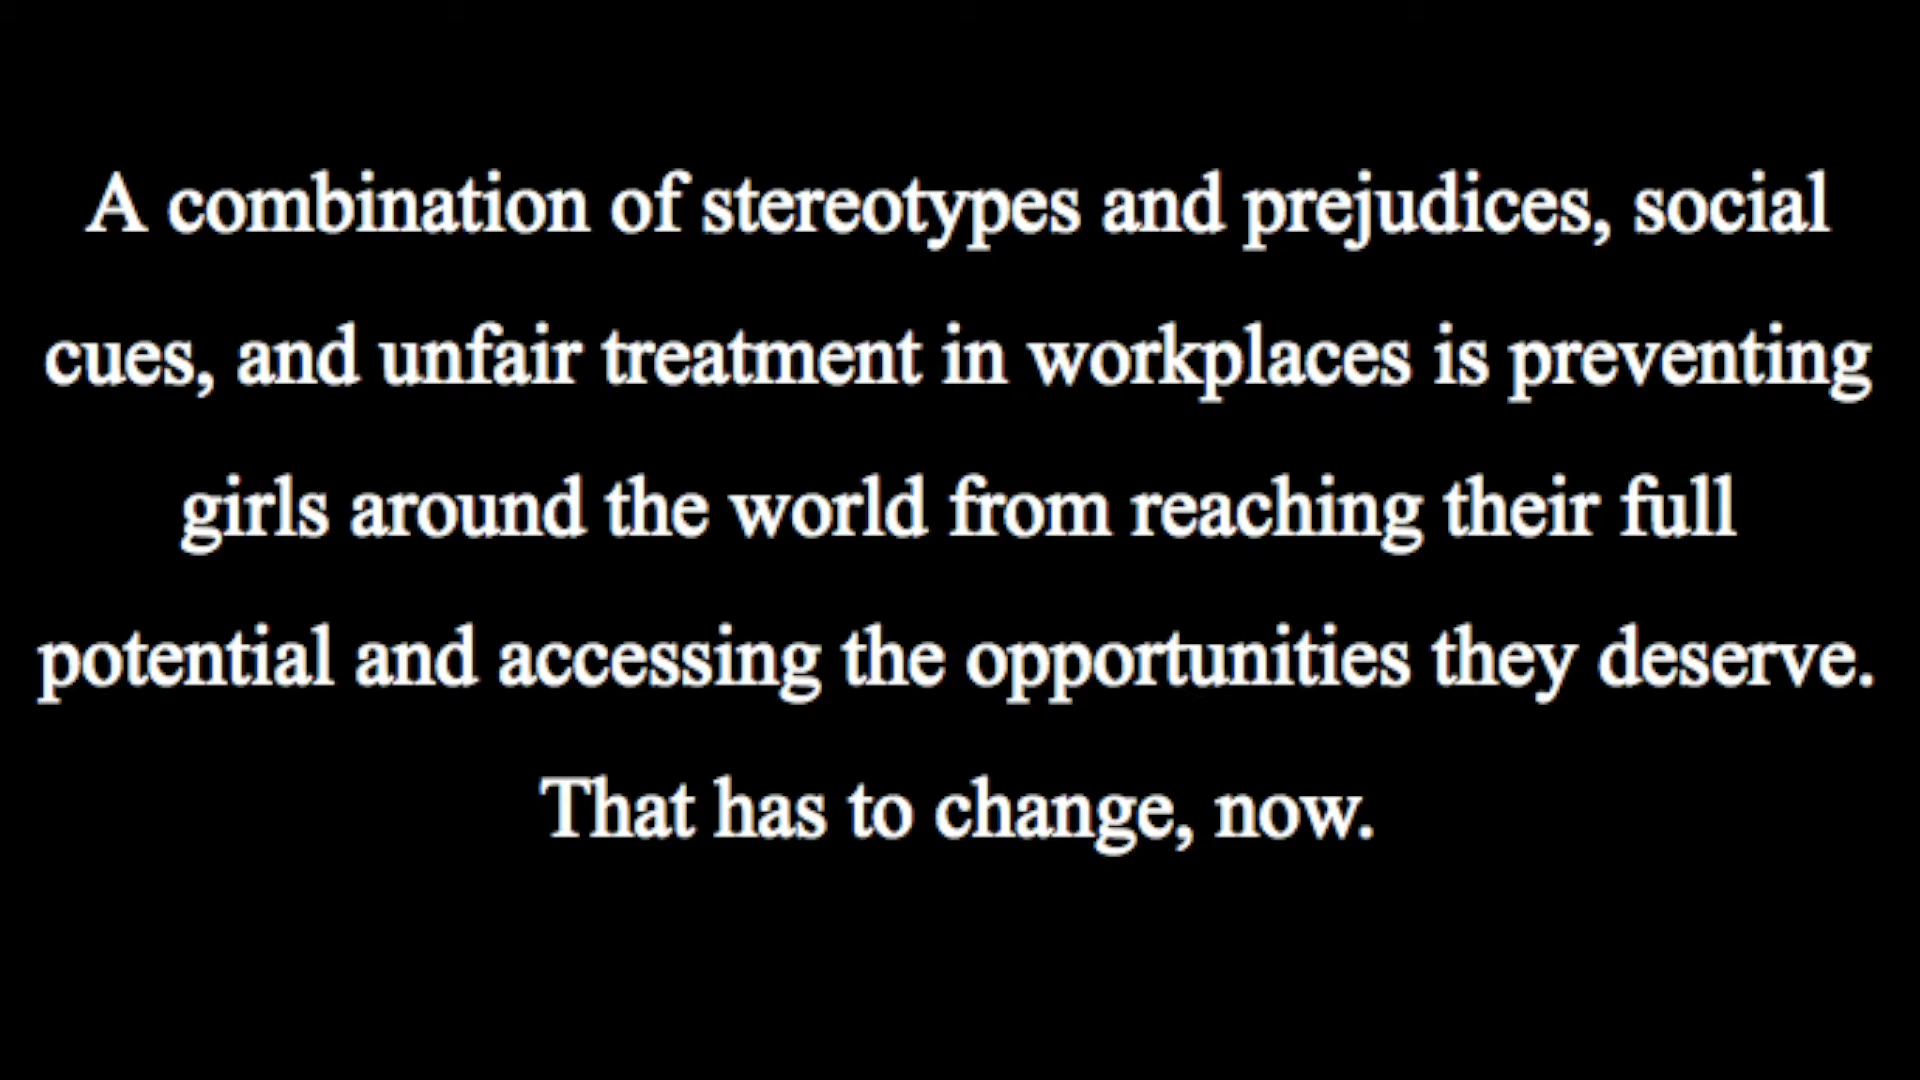 A combination of stereotypes and prejudices, social
cues, and unfair treatment in workplaces is preventing
girls around the world from reaching their full
potential and accessing the opportunities they deserve.
That has to change, now.